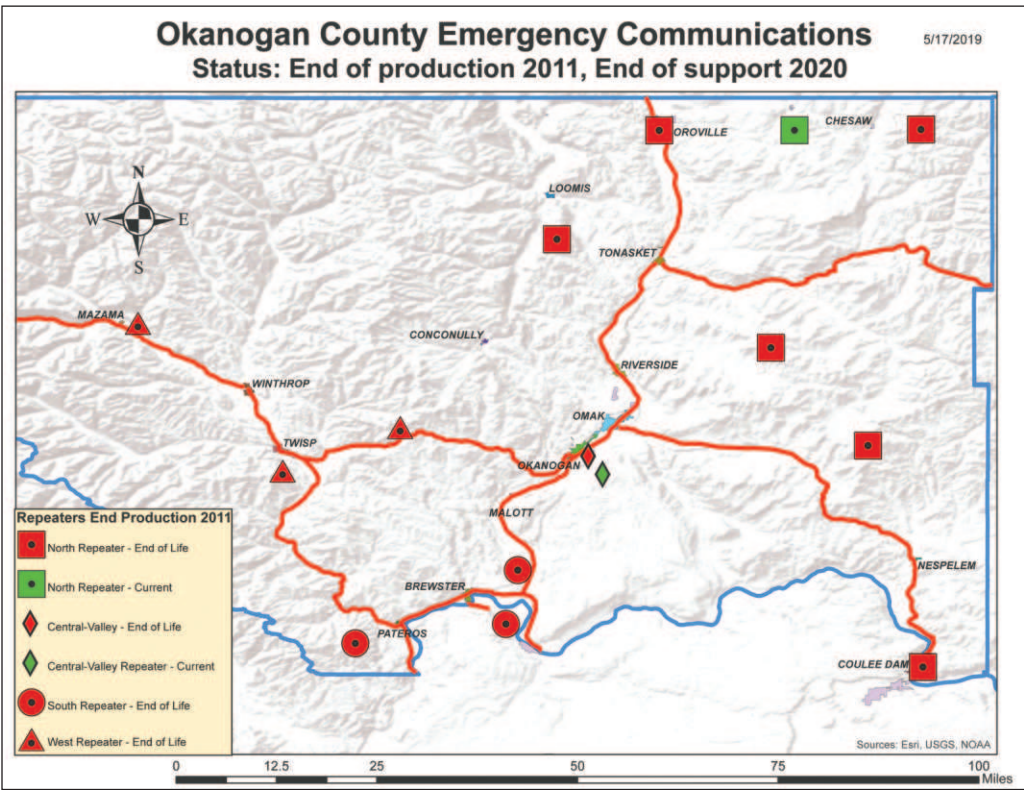 Okanogan County Emergency Communications
5/17/2019
Status: End of production 2011, End of support 2020
OROVILLE
CHESAW
N
W E
S
LOOMIS
TONASKET
MAZAMA
CONCONULLY
RIVERSIDE
WINTHROP
OMAK
TWISP
OKANOGAN
MALOTT
NESPELEM
BREWSTER
PATEROS
COULEE DAM
Repeaters End Production 2011
North Repeater - End of Life
North Repeater - Current
Central-Valley - End of Life
Central-Valley Repeater - Current
South Repeater - End of Life
West Repeater - End of Life
Sources: Esri, USGS, NOAA
0 12.5 25 50 75 100
Miles